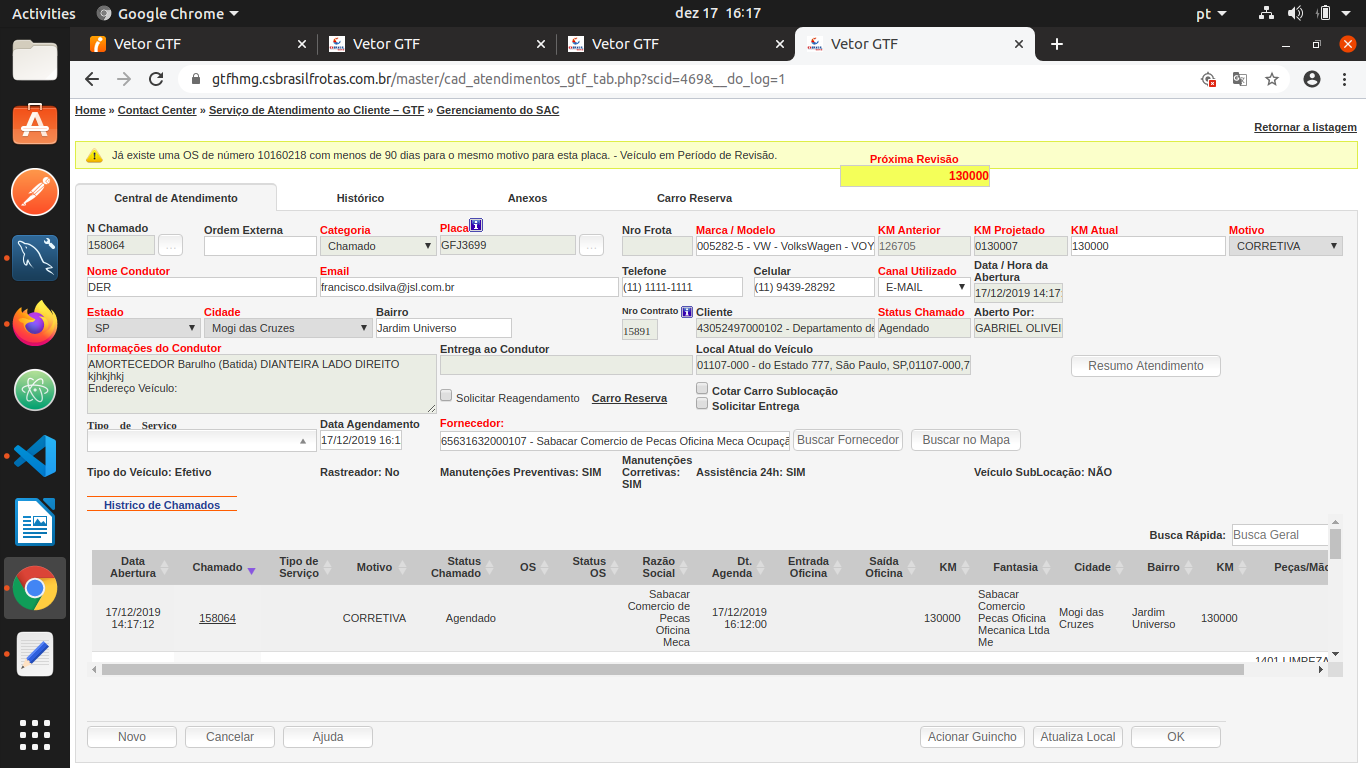 Activities
Google Chrome
dez 17 16:17
pt
Vetor GTF
Vetor GTF
Vetor GTF
Vetor GTF
gtfhmg.csbrasilfrotas.com.br/master/cad_atendimentos_gtf_tab.php?scid=469&__do_log=1
Home » Contact Center » Serviço de Atendimento ao Cliente – GTF » Gerenciamento do SAC
Retornar a listagem
Já existe uma OS de número 10160218 com menos de 90 dias para o mesmo motivo para esta placa. - Veículo em Período de Revisão.
Próxima Revisão
130000
Central de Atendimento Histórico Anexos Carro Reserva
N Chamado Ordem Externa Categoria Placa Nro Frota Marca / Modelo KM Anterior KM Projetado KM Atual Motivo
158064 ... Chamado GFJ3699 ... 005282-5 - VW - VolksWagen - VOY 126705 0130007 130000 CORRETIVA
Nome Condutor Email Telefone Celular Canal Utilizado Data / Hora da Abertura
DER francisco.dsilva@jsl.com.br (11) 1111-1111 (11) 9439-28292 E-MAIL 17/12/2019 14:17:
Estado Cidade Bairro Nro Contrato Cliente Status Chamado Aberto Por:
SP Mogi das Cruzes Jardim Universo 15891 43052497000102 - Departamento de Agendado GABRIEL OLIVEI
Informações do Condutor Entrega ao Condutor Local Atual do Veículo
AMORTECEDOR Barulho (Batida) DIANTEIRA LADO DIREITO
kjhkjhkj
Endereço Veículo:
01107-000 - do Estado 777, São Paulo, SP,01107-000,7
Resumo Atendimento
Solicitar Reagendamento Carro Reserva
Cotar Carro Sublocação
Solicitar Entrega
Tipo de Serviço Data Agendamento Fornecedor:
17/12/2019 16:1 65631632000107 - Sabacar Comercio de Pecas Oficina Meca Ocupaçã Buscar Fornecedor Buscar no Mapa
Tipo do Veículo: Efetivo Rastreador: No Manutenções Preventivas: SIM Manutenções Corretivas: SIM Assistência 24h: SIM Veículo SubLocação: NÃO
Histrico de Chamados
Busca Rápida: Busca Geral
Data Abertura Chamado Tipo de Serviço Motivo Status Chamado OS Status OS Razão Social Dt. Agenda Entrada Oficina Saída Oficina KM Fantasia Cidade Bairro KM Peças/Mão
17/12/2019 14:17:12 158064 CORRETIVA Agendado Sabacar Comercio de Pecas Oficina Meca 17/12/2019 16:12:00 130000 Sabacar Comercio Pecas Oficina Mecanica Ltda Me Mogi das Cruzes Jardim Universo 130000
1401 LIMPEZA
Novo Cancelar Ajuda Acionar Guincho Atualiza Local OK